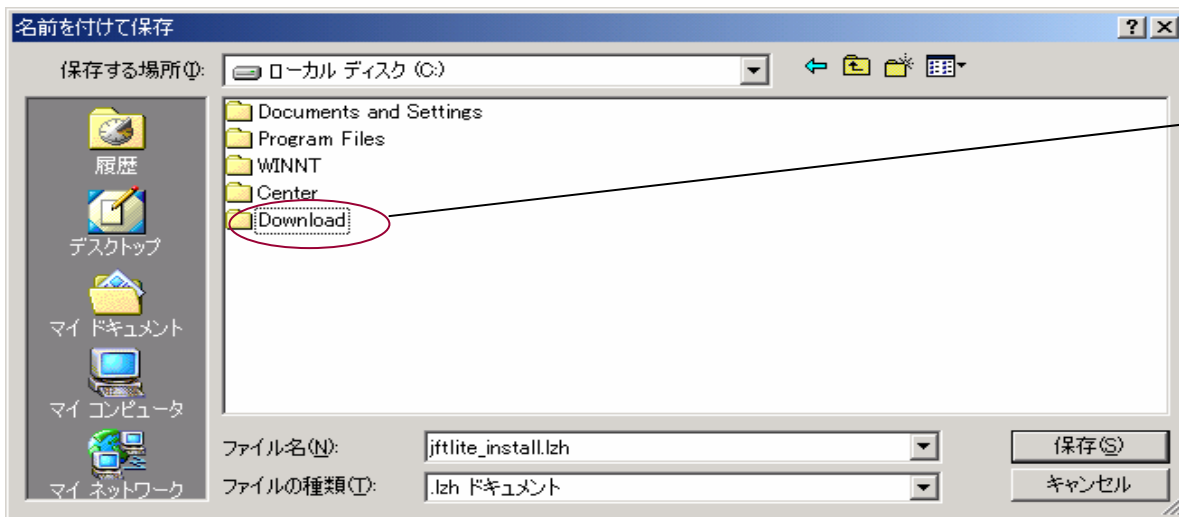 名前を付けて保存
保存する場所(I):
ローカル ディスク (C:)
履歴
デスクトップ
マイ ドキュメント
マイ コンピュータ
マイ ネットワーク
Documents and Settings
Program Files
WINNT
Center
Download
ファイル名(N):
jftlite_install.lzh
保存(S)
ファイルの種類(T):
.lzh ドキュメント
キャンセル